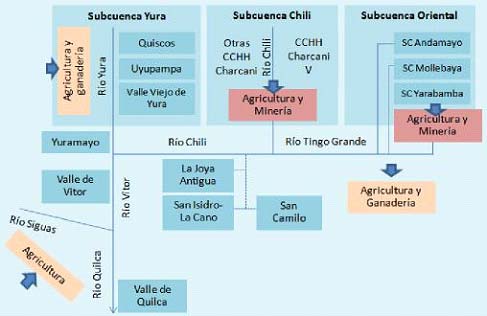 Subcuenca Yura
Subcuenca Chili
Subcuenca Oriental
Agricultura y
ganadería
Río Yura
Quiscos
Uyupampa
Valle Viejo de
Yura
Otras
CCHH
Charcani
Río Chili
CCHH
Charcani
V
Agricultura y
Minería
SC Andamayo
SC Mollebaya
SC Yarabamba
Agricultura y
Minería
Yuramayo
Río Chili
Río Tingo Grande
Valle de
Vitor
Río Vitor
La Joya
Antigua
San Isidro-
La Cano
San
Camilo
Agricultura y
Ganadería
Río Siguas
Agricultura
Río Quilca
Valle de
Quilca